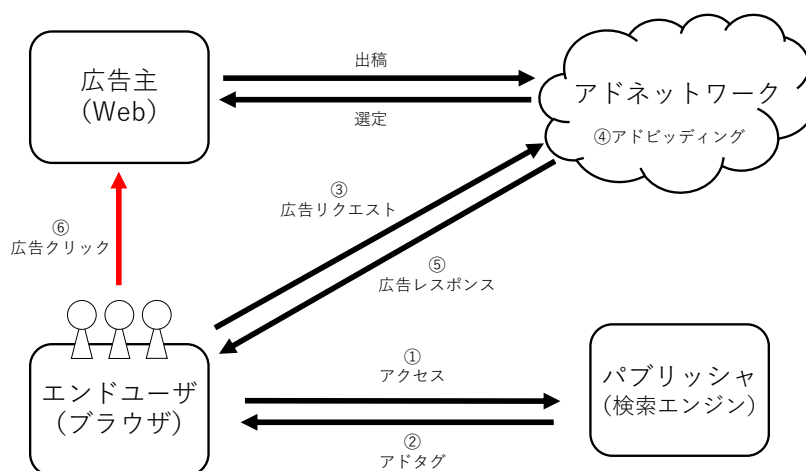 広告主
(Web)
出稿
選定
アドネットワーク
④アドビッディング
③
広告リクエスト
⑥
広告クリック
⑤
広告レスポンス
エンドユーザ
(ブラウザ)
①
アクセス
②
アドタグ
パブリッシャ
(検索エンジン)